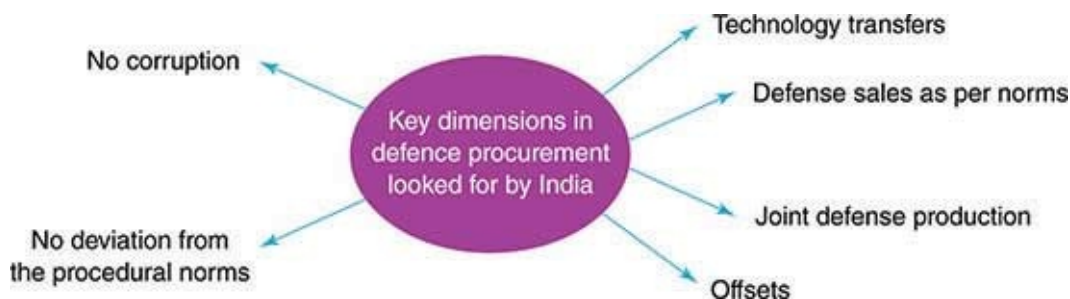 Key dimensions in
defence procurement
looked for by India
No corruption
No deviation from
the procedural norms
Technology transfers
Defense sales as per norms
Joint defense production
Offsets